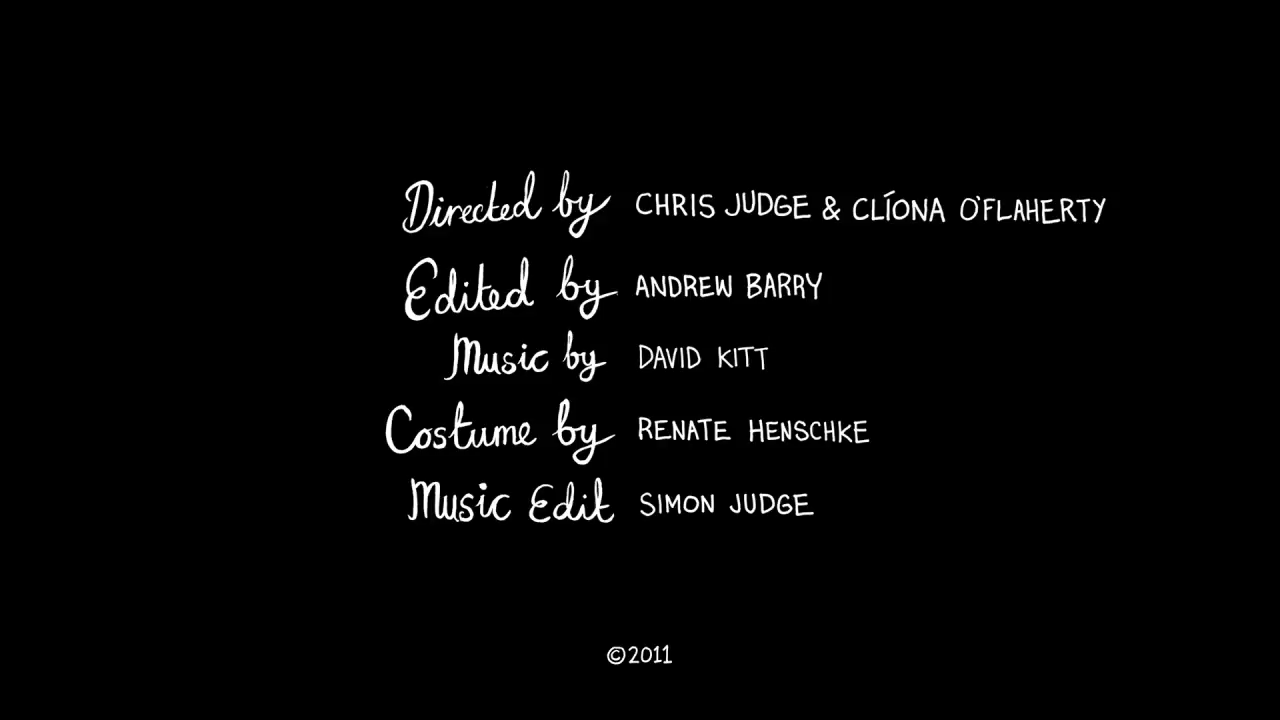 Directed by CHRIS JUDGE & CLÍONA O'FLAHERTY
Edited by ANDREW BARRY
Music by DAVID KITT
Costume by RENATE HENSCHKE
Music Edit SIMON JUDGE
©2011